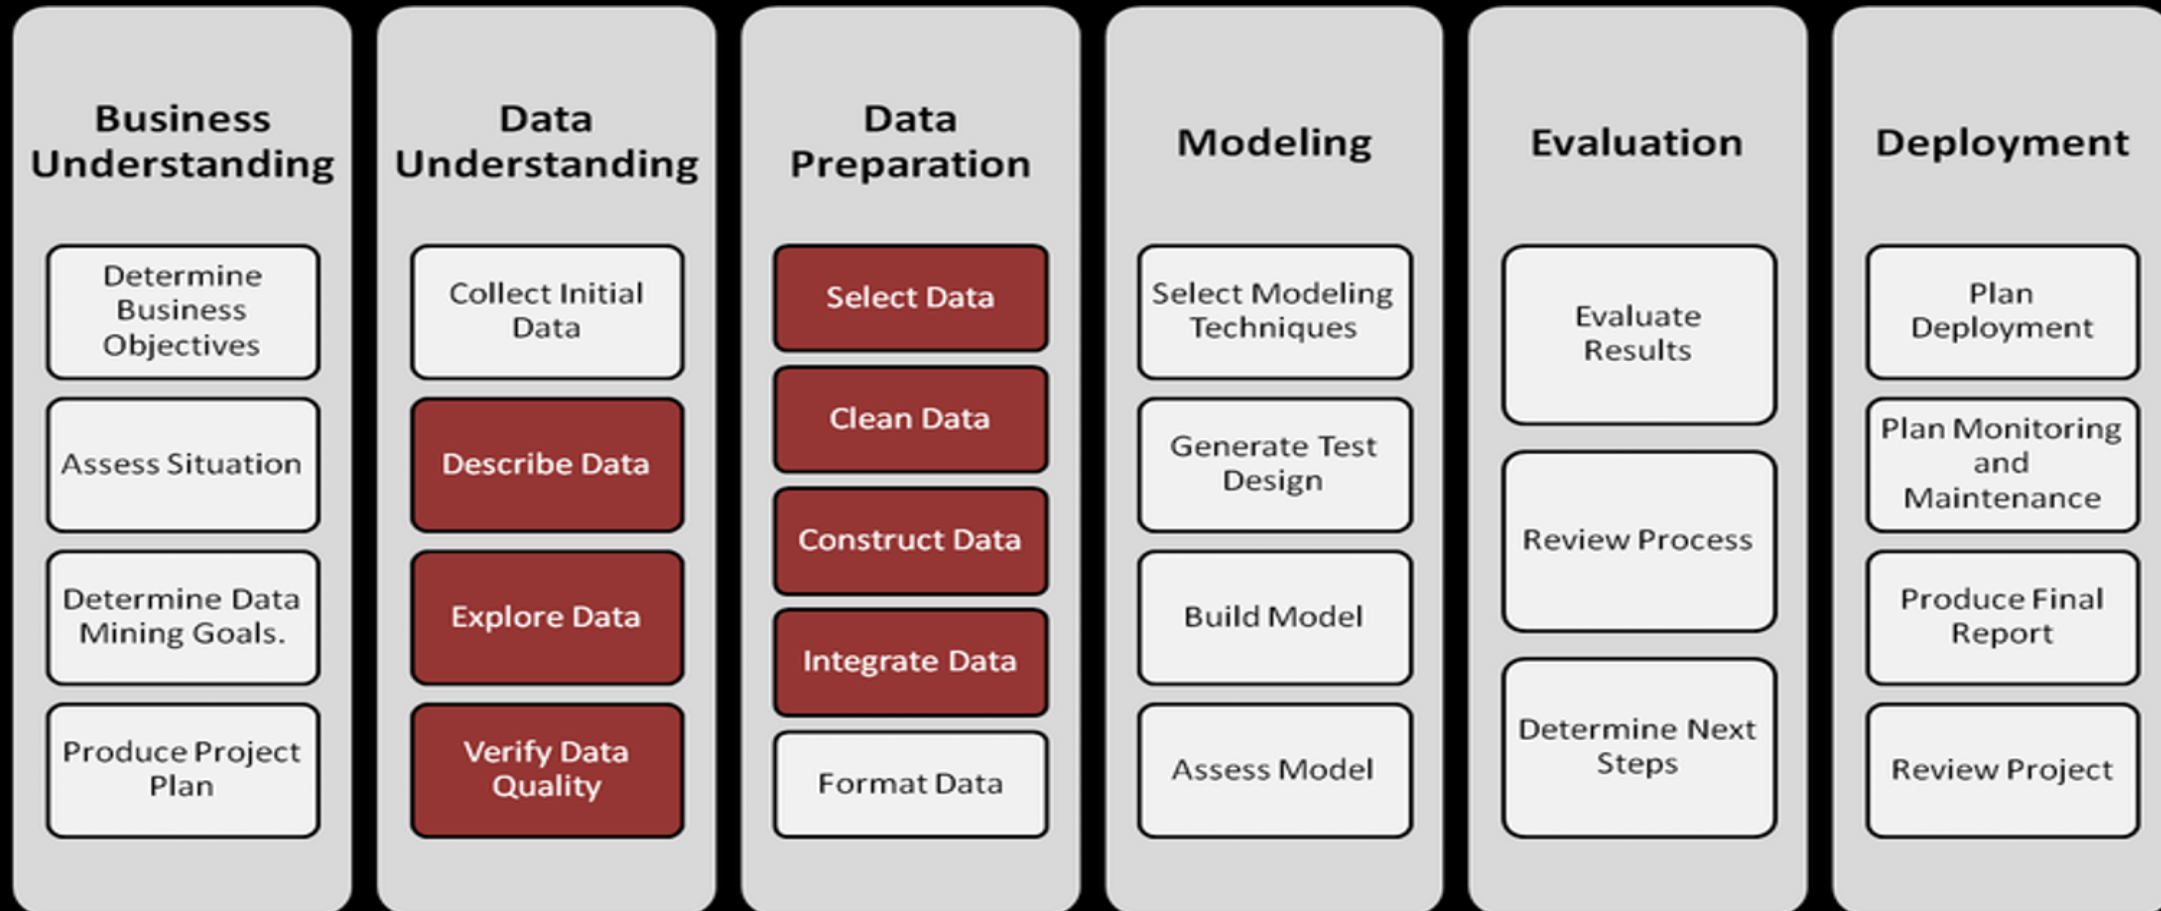 Business
Understanding
Determine
Business
Objectives
Assess Situation
Determine Data
Mining Goals.
Produce Project
Plan
Data
Understanding
Collect Initial
Data
Describe Data
Explore Data
Verify Data
Quality
Data
Preparation
Select Data
Clean Data
Construct Data
Integrate Data
Format Data
Modeling
Select Modeling
Techniques
Generate Test
Design
Build Model
Assess Model
Evaluation
Evaluate
Results
Review Process
Determine Next
Steps
Deployment
Plan
Deployment
Plan Monitoring
and
Maintenance
Produce Final
Report
Review Project